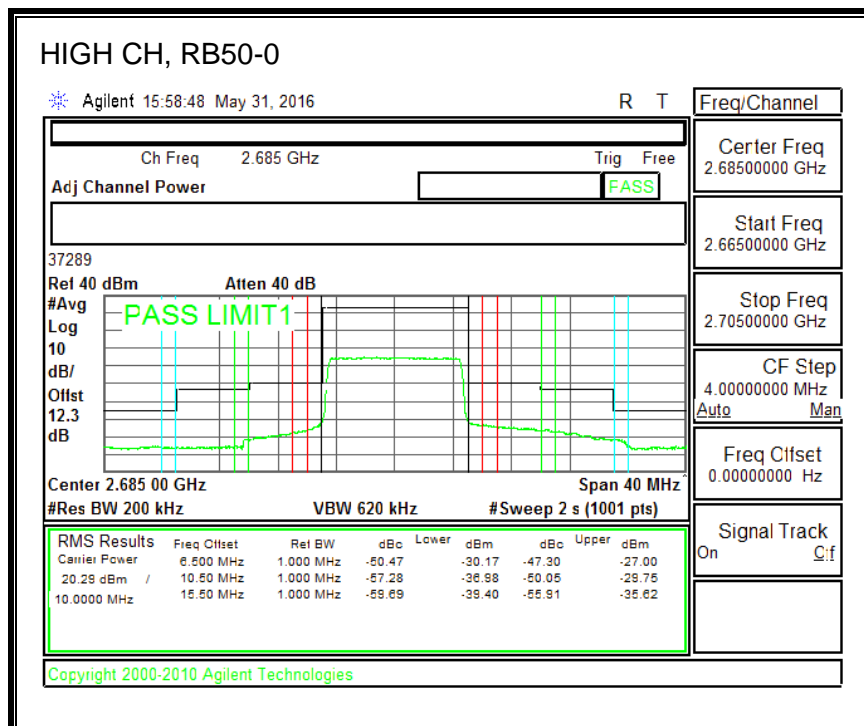 HIGH CH, RB50-0
Agilent 15:58:48 May 31, 2016 R T
Ch Freq 2.685 GHz Trig Free
Adj Channel Power PASS
37289
Ref 40 dBm Atten 40 dB
#Avg
Log
10
dB/
Offst
12.3
dB
PASS LIMIT1
Center 2.685 00 GHz Span 40 MHz
#Res BW 200 kHz VBW 620 kHz #Sweep 2 s (1001 pts)
RMS Results Freq Offset Ref BW dBc Lower dBm dBc Upper dBm
Carrier Power 6.500 MHz 1.000 MHz -50.47 -30.17 -47.30 -27.00
20.29 dBm / 10.50 MHz 1.000 MHz -57.28 -36.98 -50.05 -29.75
10.0000 MHz 15.50 MHz 1.000 MHz -59.69 -39.40 -55.91 -35.62
Copyright 2000-2010 Agilent Technologies
Freq/Channel
Center Freq
2.68500000 GHz
Start Freq
2.66500000 GHz
Stop Freq
2.70500000 GHz
CF Step
4.00000000 MHz
Auto Man
Freq Offset
0.00000000 Hz
Signal Track
On Off